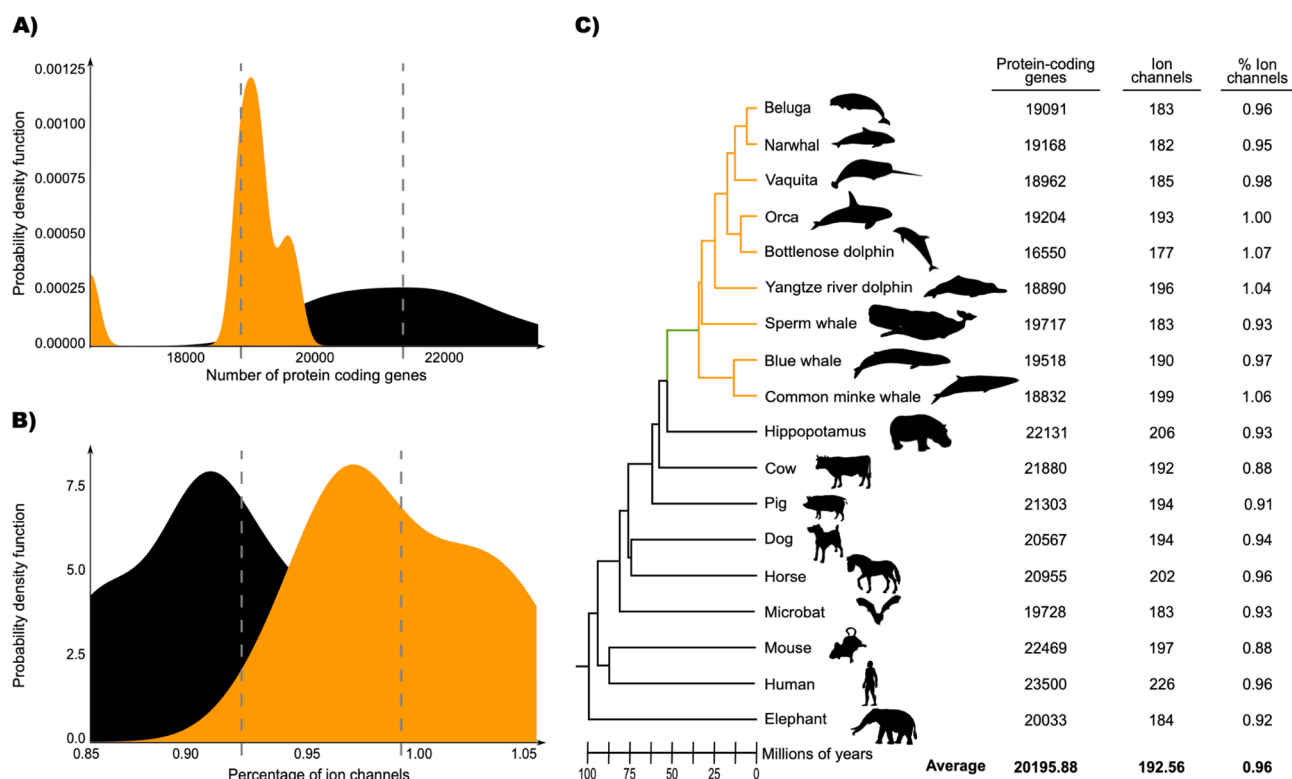 A)
Probability density function
0.00125
0.00100
0.00075
0.00050
0.00025
0.00000
18000 20000 22000
Number of protein coding genes
B)
Probability density function
7.5
5.0
2.5
0.0
0.85 0.90 0.95 1.00 1.05
Percentage of ion channels
C)
Protein-coding genes Ion channels % Ion channels
Beluga 19091 183 0.96
Narwhal 19168 182 0.95
Vaquita 18962 185 0.98
Orca 19204 193 1.00
Bottlenose dolphin 16550 177 1.07
Yangtze river dolphin 18890 196 1.04
Sperm whale 19717 183 0.93
Blue whale 19518 190 0.97
Common minke whale 18832 199 1.06
Hippopotamus 22131 206 0.93
Cow 21880 192 0.88
Pig 21303 194 0.91
Dog 20567 194 0.94
Horse 20955 202 0.96
Microbat 19728 183 0.93
Mouse 22469 197 0.88
Human 23500 226 0.96
Elephant 20033 184 0.92
Millions of years
100 75 50 25 0
Average 20195.88 192.56 0.96